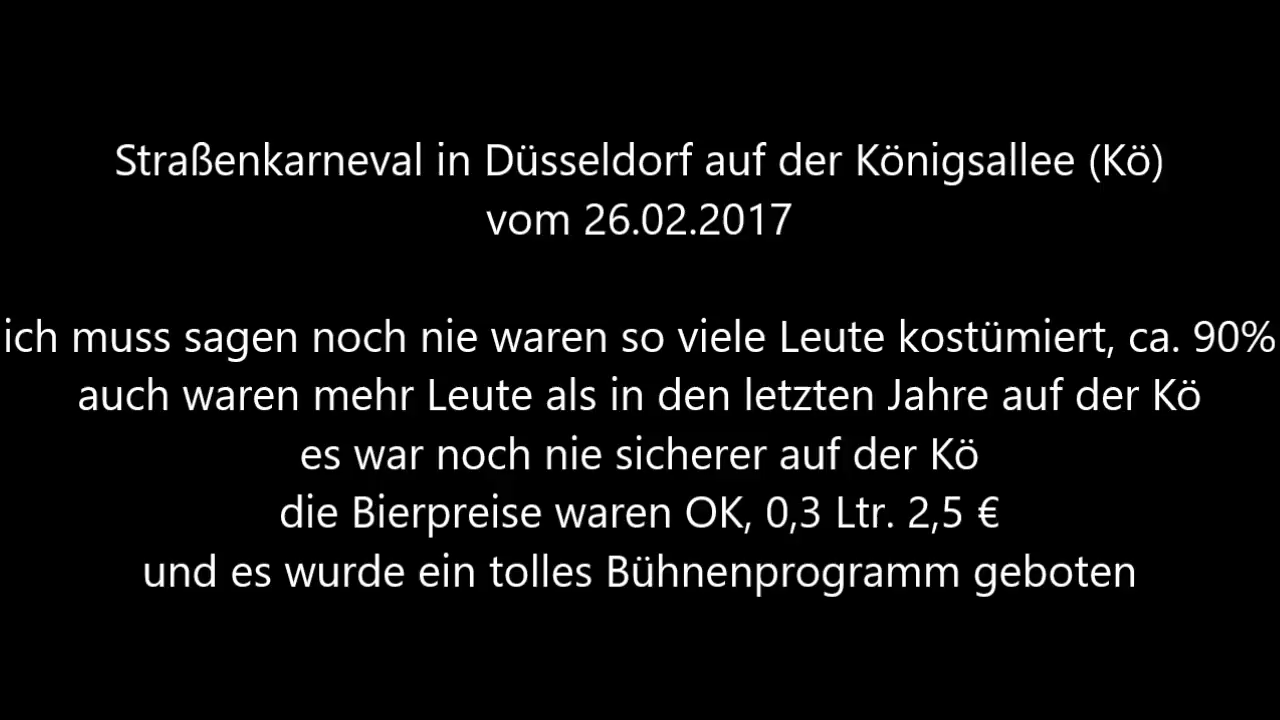 Straßenkarneval in Düsseldorf auf der Königsallee (Kö)
vom 26.02.2017
ich muss sagen noch nie waren so viele Leute kostümiert, ca. 90%
auch waren mehr Leute als in den letzten Jahre auf der Kö
es war noch nie sicherer auf der Kö
die Bierpreise waren OK, 0,3 Ltr. 2,5 €
und es wurde ein tolles Bühnenprogramm geboten